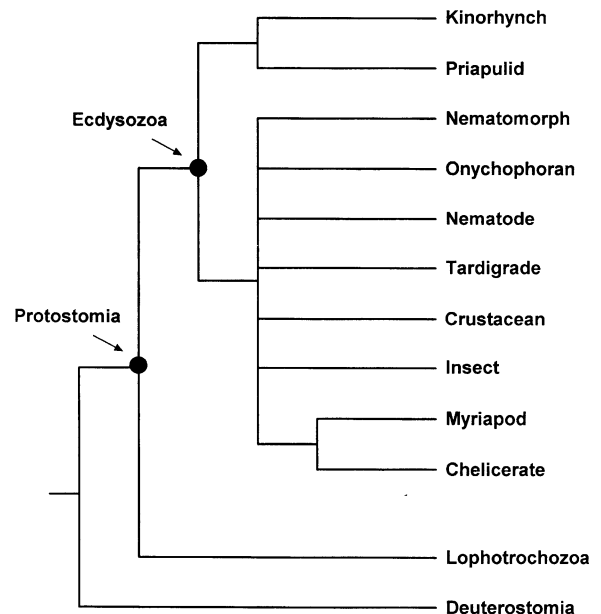 Kinorhynch
Priapulid
Ecdysozoa
Nematomorph
Onychophoran
Nematode
Tardigrade
Protostomia
Crustacean
Insect
Myriapod
Chelicerate
Lophotrochozoa
Deuterostomia